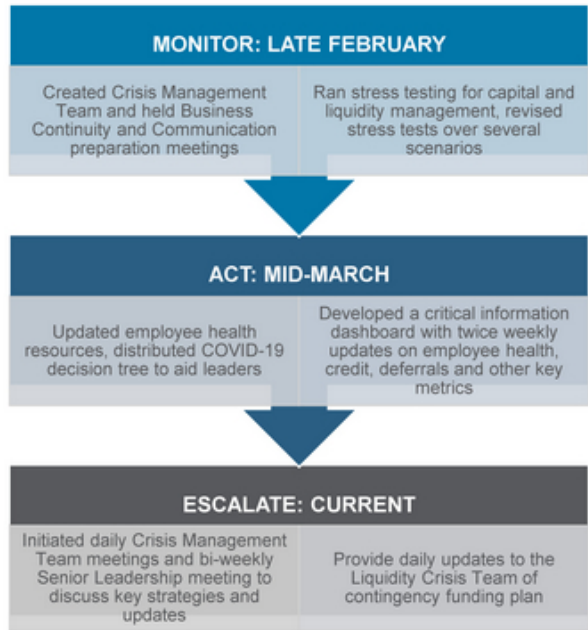 MONITOR: LATE FEBRUARY
Created Crisis Management
Team and held Business
Continuity and Communication
preparation meetings
Ran stress testing for capital and
liquidity management, revised
stress tests over several
scenarios
ACT: MID-MARCH
Updated employee health
resources, distributed COVID-19
decision tree to aid leaders
Developed a critical information
dashboard with twice weekly
updates on employee health,
credit, deferrals and other key
metrics
ESCALATE: CURRENT
Initiated daily Crisis Management
Team meetings and bi-weekly
Senior Leadership meeting to
discuss key strategies and
updates
Provide daily updates to the
Liquidity Crisis Team of
contingency funding plan